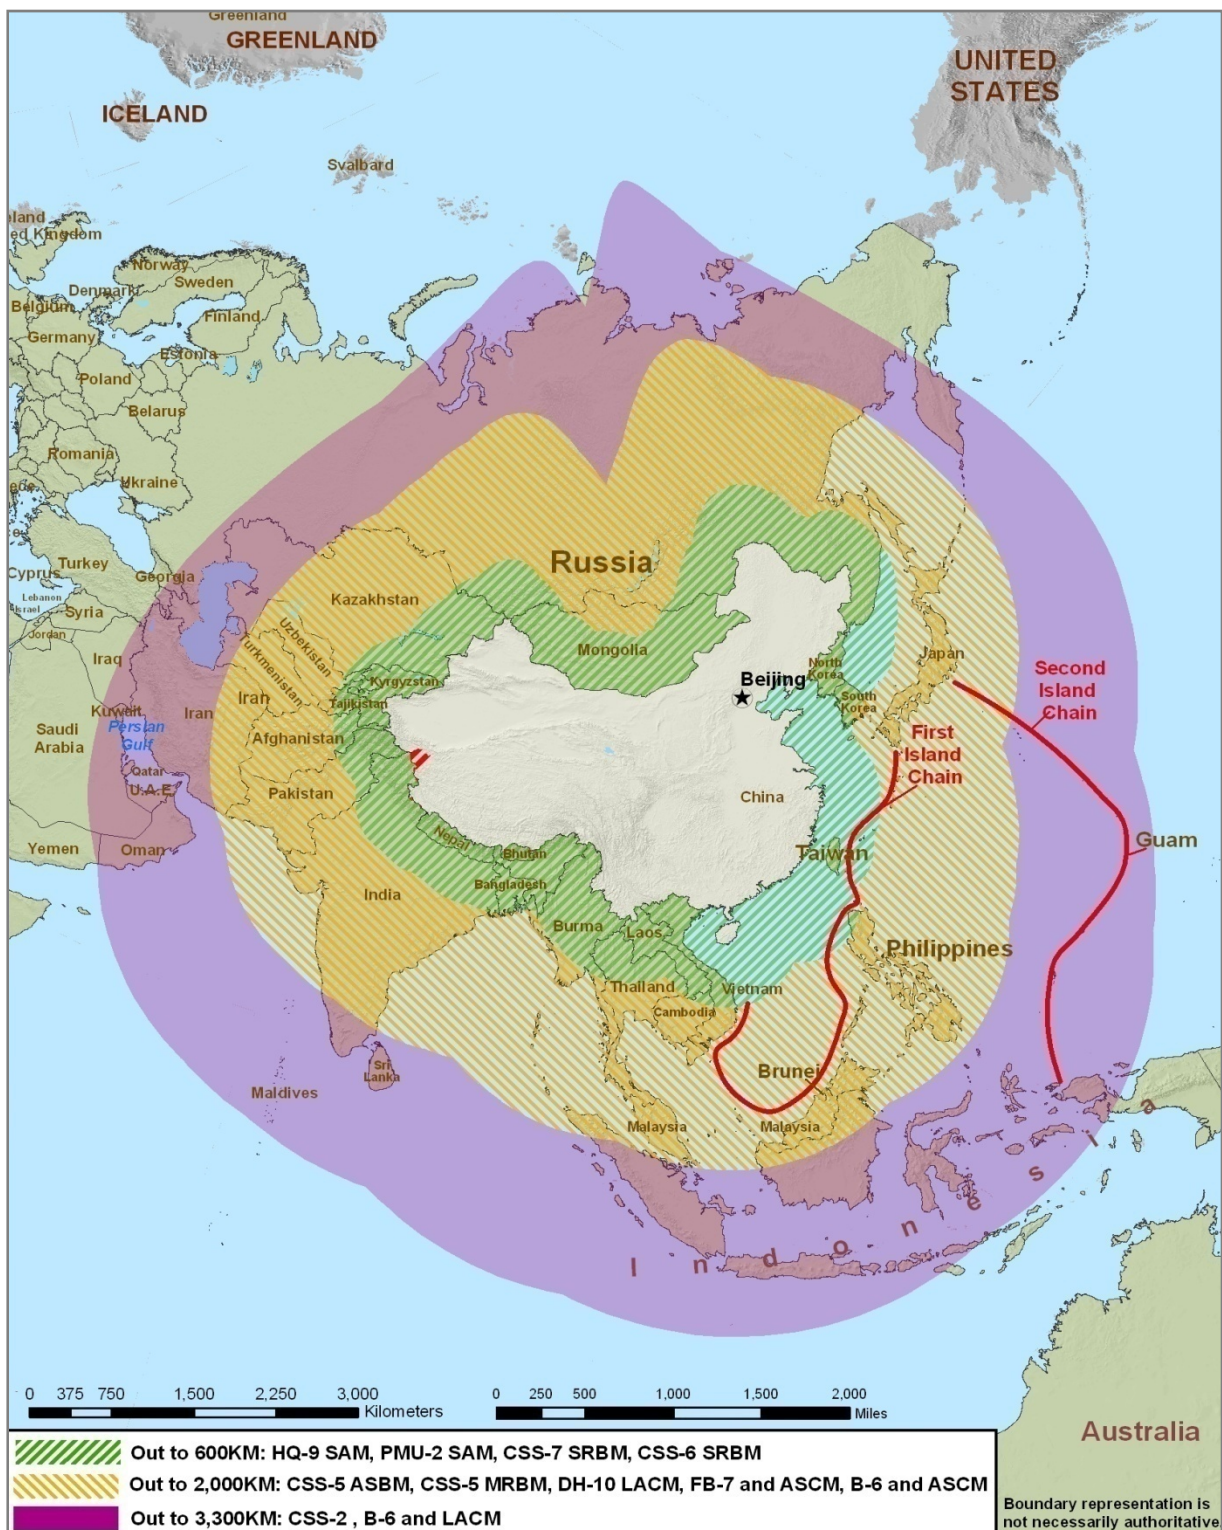 Greenland
GREENLAND
UNITED
STATES
ICELAND
Svalbard
land
ed Kingdom
Norway
Sweden
Denmark
Belgium
Finland
Germany
Estonia
Poland
Belarus
Romania
Ukraine
Turkey
Georgia
Cyprus
Lebanon
Israel
Syria
Jordan
Iraq
Kuwait
Persian
Gulf
Saudi
Arabia
Qatar
U.A.E.
Yemen
Oman
Russia
Kazakhstan
Uzbekistan
Turkmenistan
Kyrgyzstan
Tajikistan
Iran
Iran
Afghanistan
Pakistan
Mongolla
Beijing
North
Korea
South
Korea
Japan
Second
Island
Chain
First
Island
Chain
China
Taiwan
Guam
Nepal
Bhutan
Bangladesh
India
Burma
Laos
Philippines
Thailand
Vietnam
Cambodia
Sri
Lanka
Maldives
Brunei
Malaysia
Malaysia
Indonesia
Australia
0 375 750 1,500 2,250 3,000
Kilometers
0 250 500 1,000 1,500 2,000
Miles
Out to 600KM: HQ-9 SAM, PMU-2 SAM, CSS-7 SRBM, CSS-6 SRBM
Out to 2,000KM: CSS-5 ASBM, CSS-5 MRBM, DH-10 LACM, FB-7 and ASCM, B-6 and ASCM
Out to 3,300KM: CSS-2 , B-6 and LACM
Boundary representation is
not necessarily authoritative